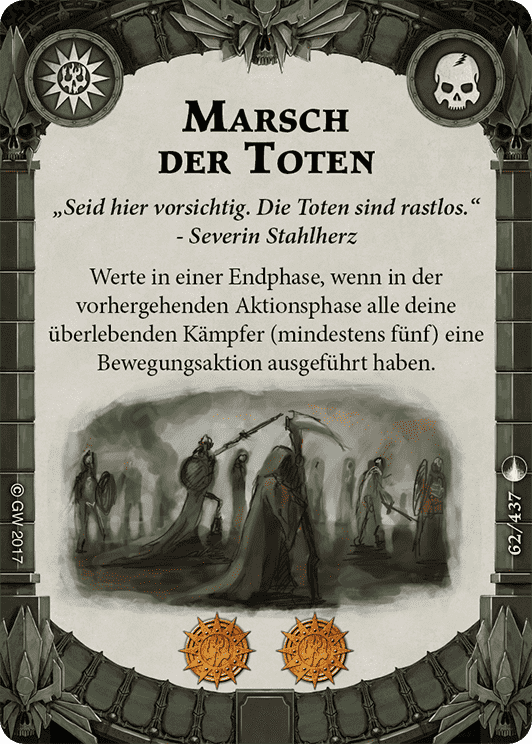 Marsch
der Toten
„Seid hier vorsichtig. Die Toten sind rastlos.“
- Severin Stahlherz
Werte in einer Endphase, wenn in der
vorhergehenden Aktionsphase alle deine
überlebenden Kämpfer (mindestens fünf) eine
Bewegungsaktion ausgeführt haben.
© GW 2017
62/437